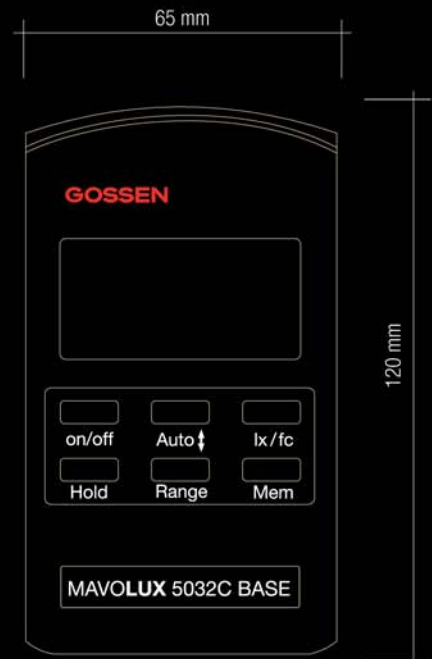 65 mm
GOSSEN
120 mm
on/off Auto lx/fc
Hold Range Mem
MAVOLUX 5032C BASE